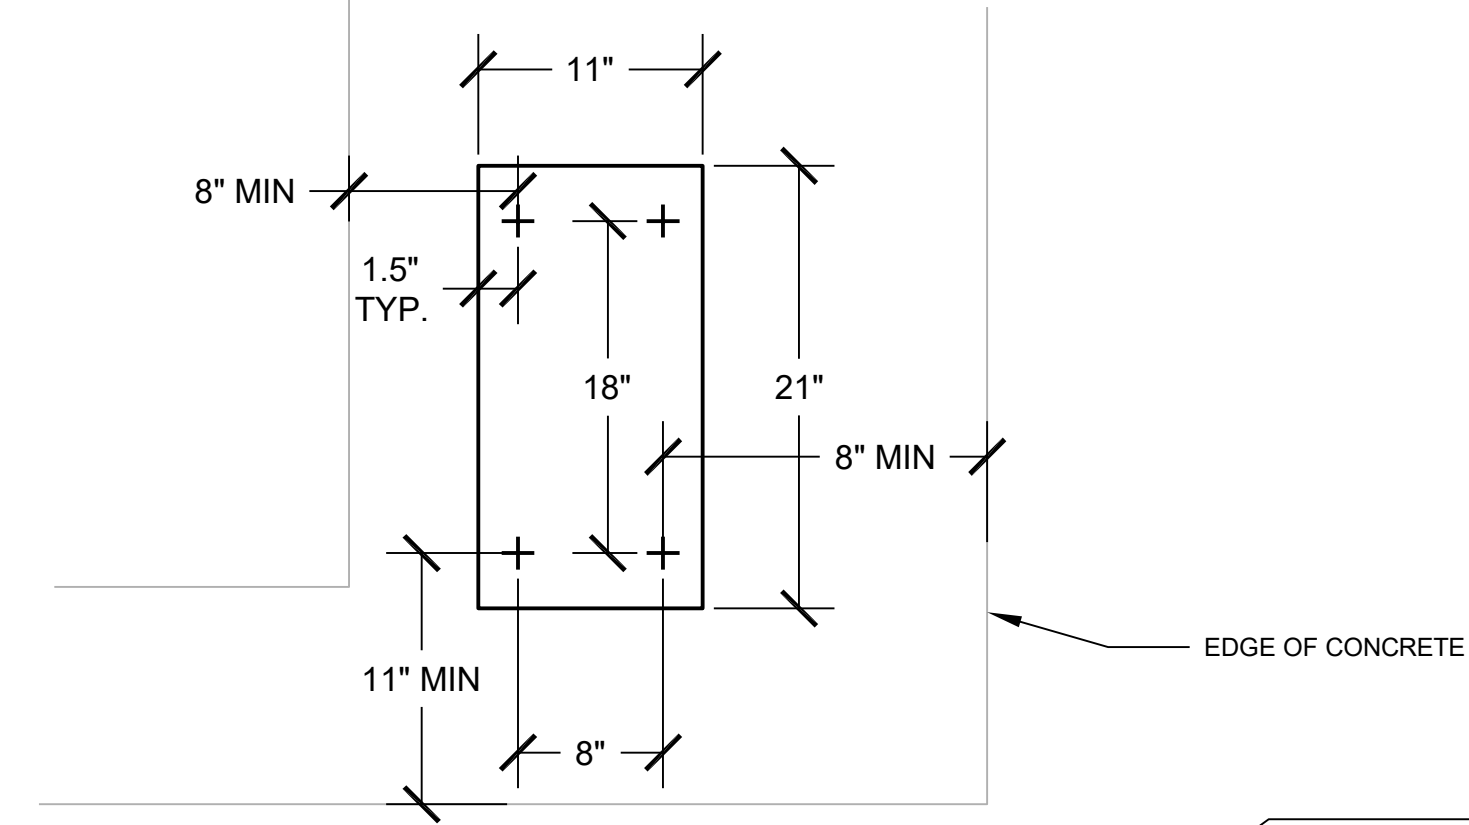 11"
8" MIN
1.5"
TYP.
18"
21"
8" MIN
EDGE OF CONCRETE
11" MIN
8"